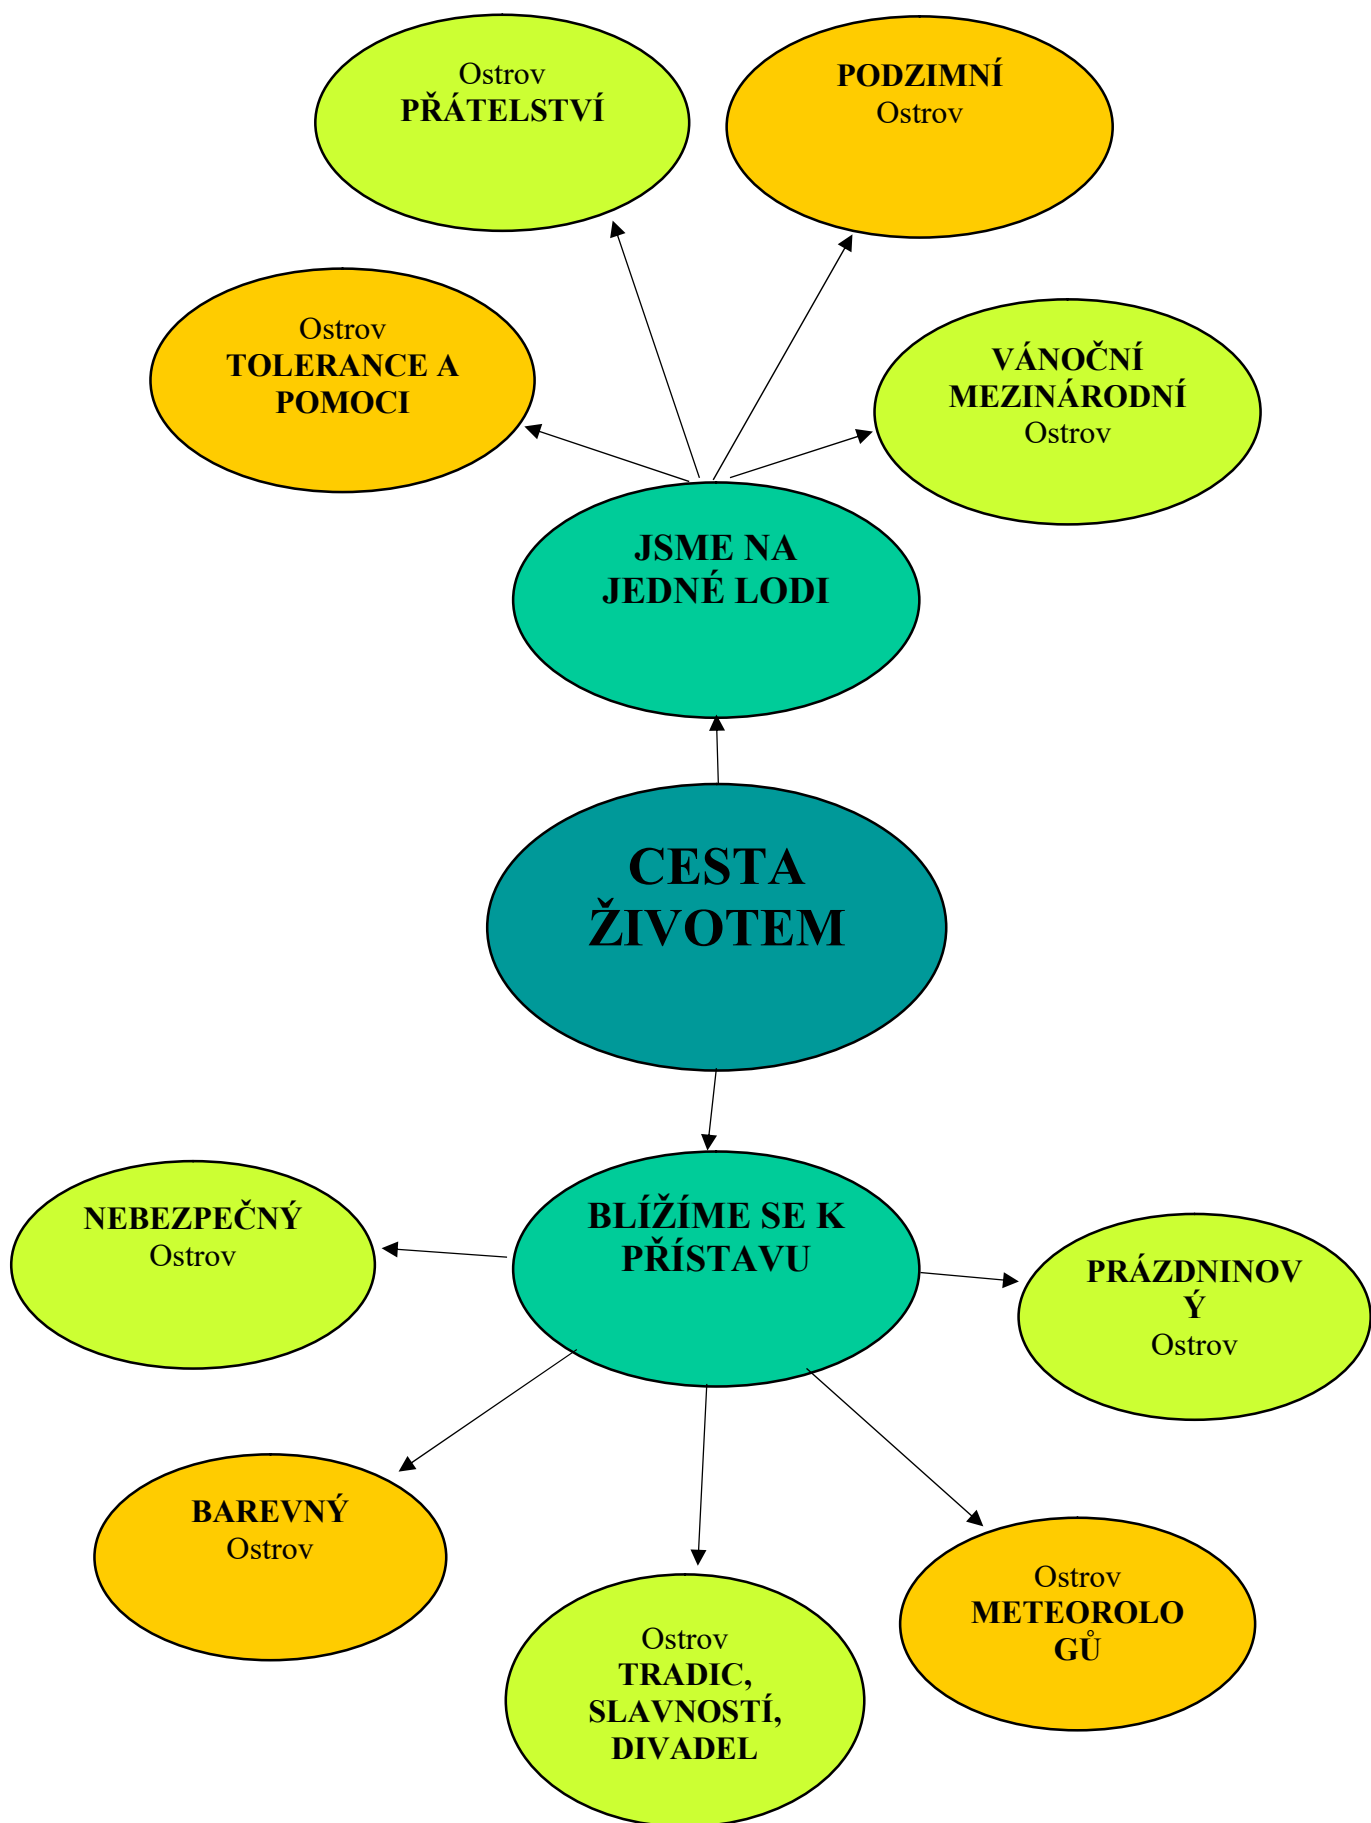 Ostrov
PŘÁTELSTVÍ
PODZIMNÍ
Ostrov
Ostrov
TOLERANCE A
POMOCI
VÁNOČNÍ
MEZINÁRODNÍ
Ostrov
JSME NA
JEDNÉ LODI
CESTA
ŽIVOTEM
BLÍŽÍME SE K
PŘÍSTAVU
NEBEZPEČNÝ
Ostrov
PRÁZDNINOV
Ý
Ostrov
BAREVNÝ
Ostrov
Ostrov
TRADIC,
SLAVNOSTÍ,
DIVADEL
Ostrov
METEOROLO
GŮ